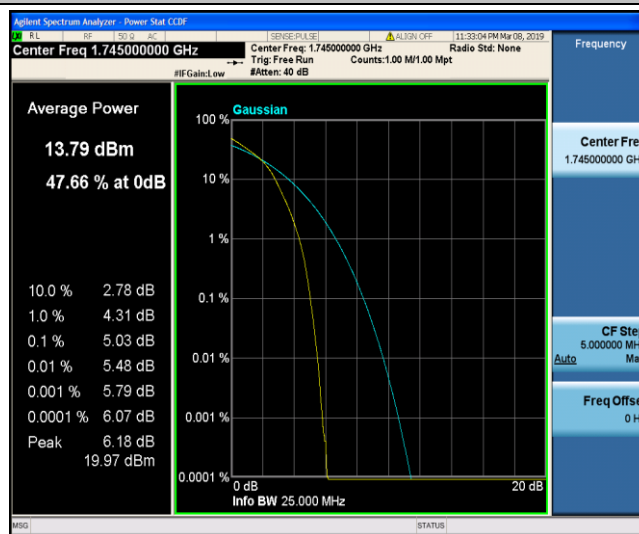 Agilent Spectrum Analyzer - Power Stat CCDF
RL RF 50 Ω AC SENSE:PULSE ALIGN OFF 11:33:04 PM Mar 08, 2019
Center Freq 1.745000000 GHz
Center Freq: 1.745000000 GHz Radio Std: None
Trig: Free Run Counts:1.00 M/1.00 Mpt
#IFGain:Low #Atten: 40 dB
Frequency
Average Power
13.79 dBm
47.66 % at 0dB
10.0 % 2.78 dB
1.0 % 4.31 dB
0.1 % 5.03 dB
0.01 % 5.48 dB
0.001 % 5.79 dB
0.0001 % 6.07 dB
Peak 6.18 dB
19.97 dBm
Gaussian
100 %
10 %
1 %
0.1 %
0.01 %
0.001 %
0.0001 %
0 dB 20 dB
Info BW 25.000 MHz
Center Fre
1.745000000 GH
CF Ste
5.000000 MH
Auto Ma
Freq Offse
0 H
MSG STATUS